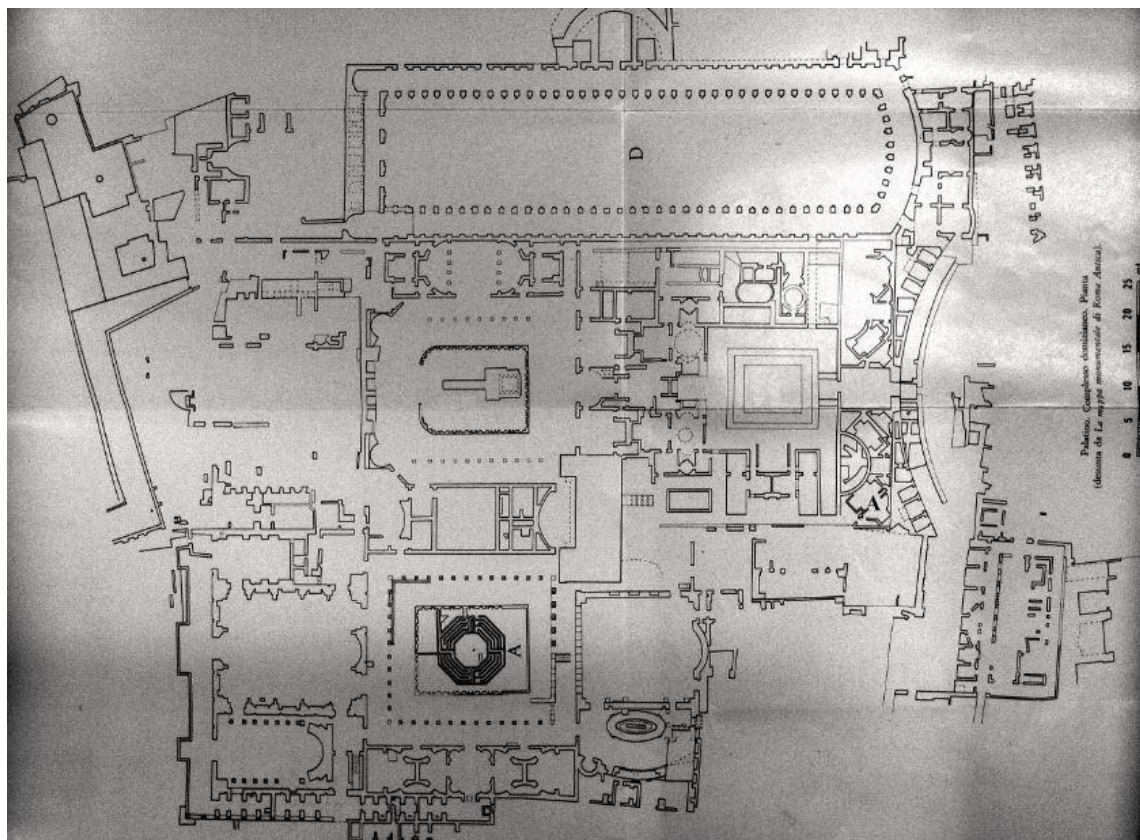 D
A
A
Palatino. Complesso domizianeo. Pianta
(desunta da La mappa monumentale di Roma Antica).
0 5 10 15 20 25